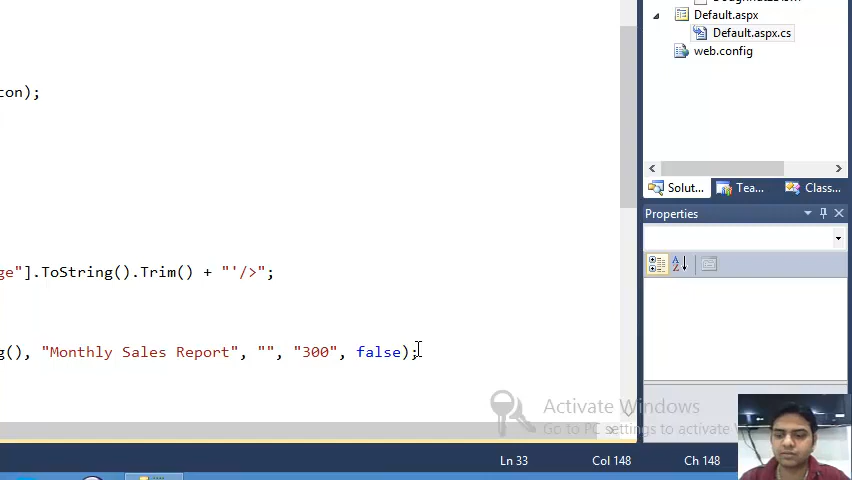 Default.aspx
Default.aspx.cs
web.config
con);
Solut... Tea... Class...
Properties
ge"].ToString().Trim() + "'/>";
g(), "Monthly Sales Report", "", "300", false);
Activate Windows
Go to PC settings to activate W
Ln 33 Col 148 Ch 148